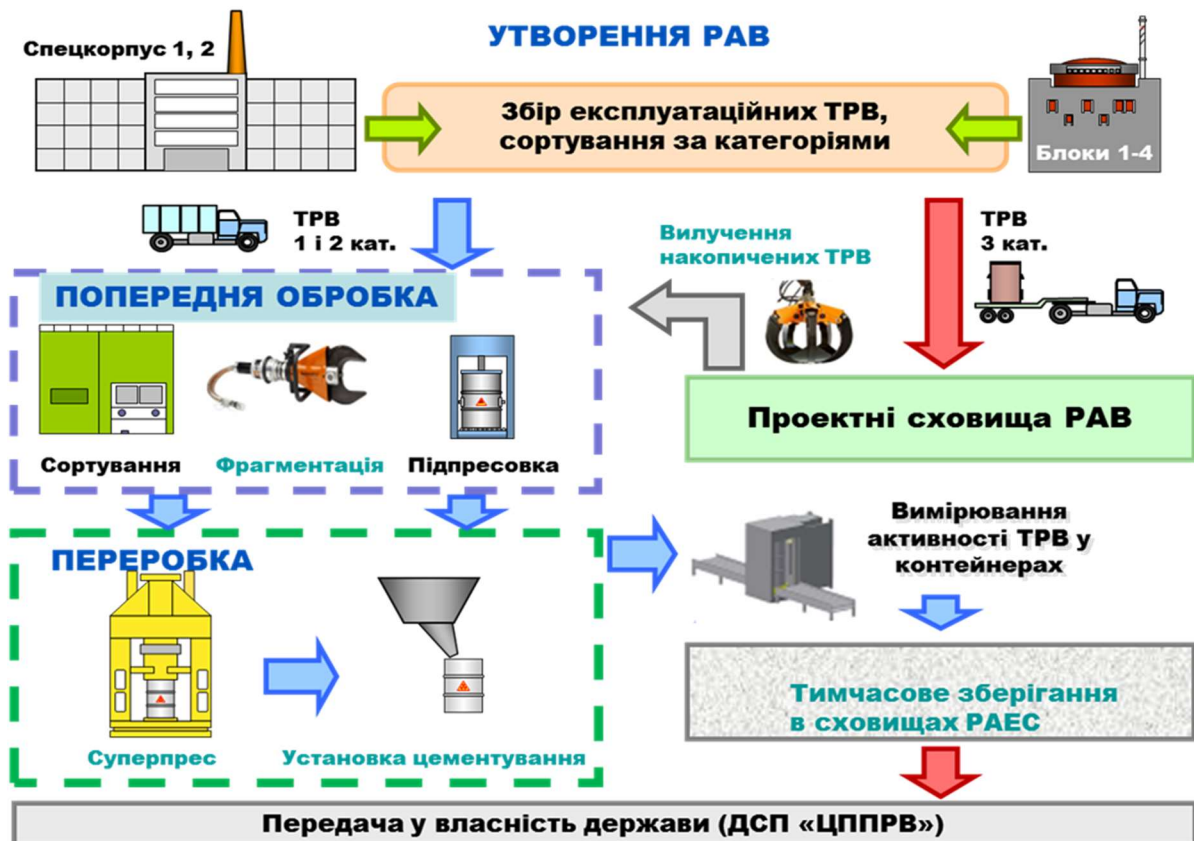 УТВОРЕННЯ РАВ
Спецкорпус 1, 2
Збір експлуатаційних ТРВ,
сортування за категоріями
Блоки 1-4
ТРВ
1 і 2 кат.
Вилучення
накопичених ТРВ
ТРВ
3 кат.
ПОПЕРЕДНЯ ОБРОБКА
Сортування
Фрагментація
Підпресовка
Проектні сховища РАВ
ПЕРЕРОБКА
Суперпрес
Установка цементування
Вимірювання
активності ТРВ у
контейнерах
Тимчасове зберігання
в сховищах РАЕС
Передача у власність держави (ДСП «ЦППРВ»)